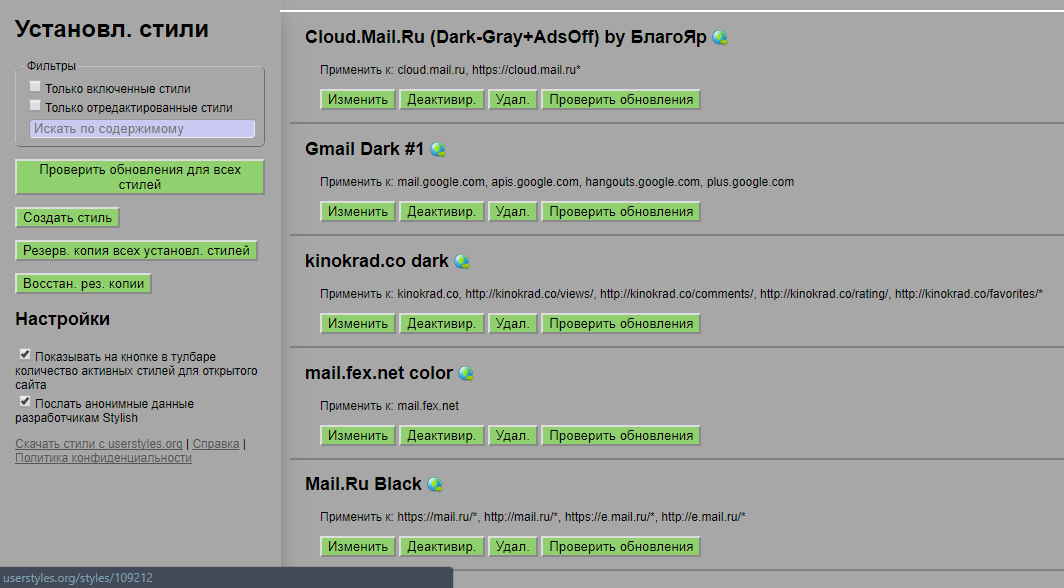 Установл. стили
Фильтры
Только включенные стили
Только отредактированные стили
Искать по содержимому
Проверить обновления для всех
стилей
Создать стиль
Резерв. копия всех установл. стилей
Восстан. рез. копии
Настройки
Показывать на кнопке в тулбаре
количество активных стилей для открытого
сайта
Послать анонимные данные
разработчикам Stylish
Скачать стили с userstyles.org | Справка |
Политика конфиденциальности
Cloud.Mail.Ru (Dark-Gray+AdsOff) by БлагоЯр
Применить к: cloud.mail.ru, https://cloud.mail.ru*
Изменить Деактивир. Удал. Проверить обновления
Gmail Dark #1
Применить к: mail.google.com, apis.google.com, hangouts.google.com, plus.google.com
Изменить Деактивир. Удал. Проверить обновления
kinokrad.co dark
Применить к: kinokrad.co, http://kinokrad.co/views/, http://kinokrad.co/comments/, http://kinokrad.co/rating/, http://kinokrad.co/favorites/*
Изменить Деактивир. Удал. Проверить обновления
mail.fex.net color
Применить к: mail.fex.net
Изменить Деактивир. Удал. Проверить обновления
Mail.Ru Black
Применить к: https://mail.ru/*, http://mail.ru/*, https://e.mail.ru/*, http://e.mail.ru/*
Изменить Деактивир. Удал. Проверить обновления
userstyles.org/styles/109212